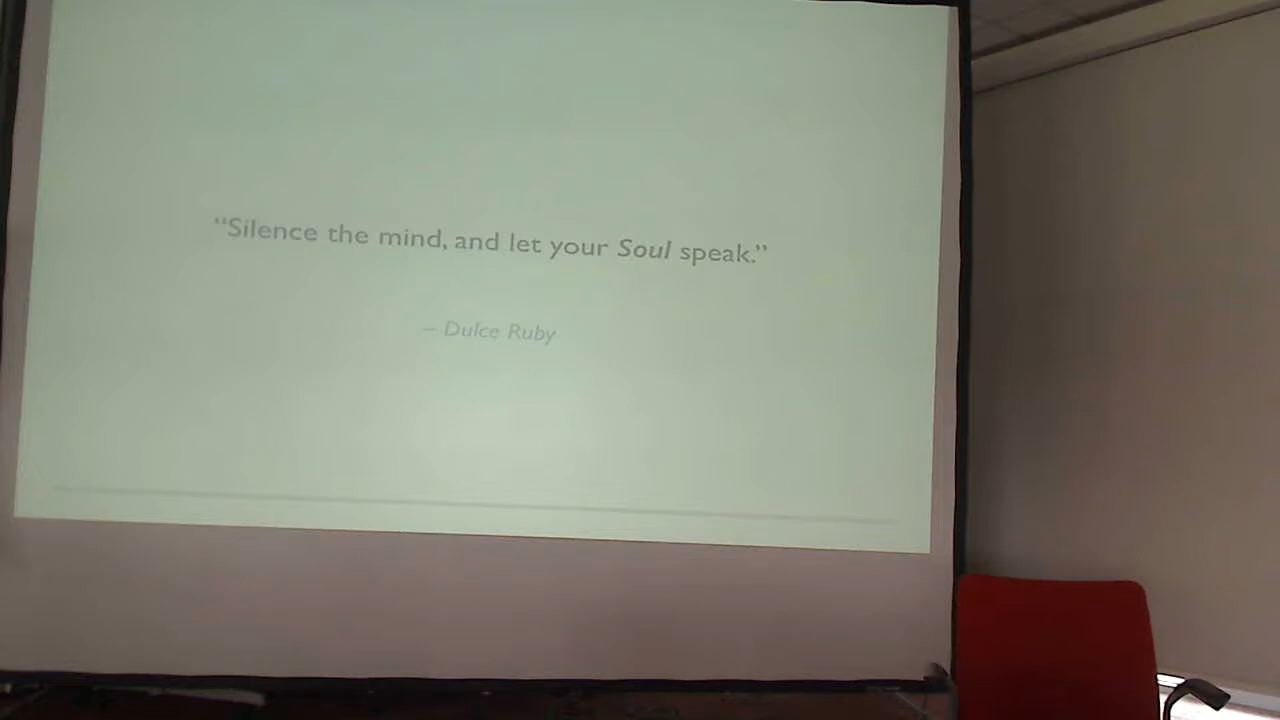 “Silence the mind, and let your Soul speak.”
– Dulce Ruby